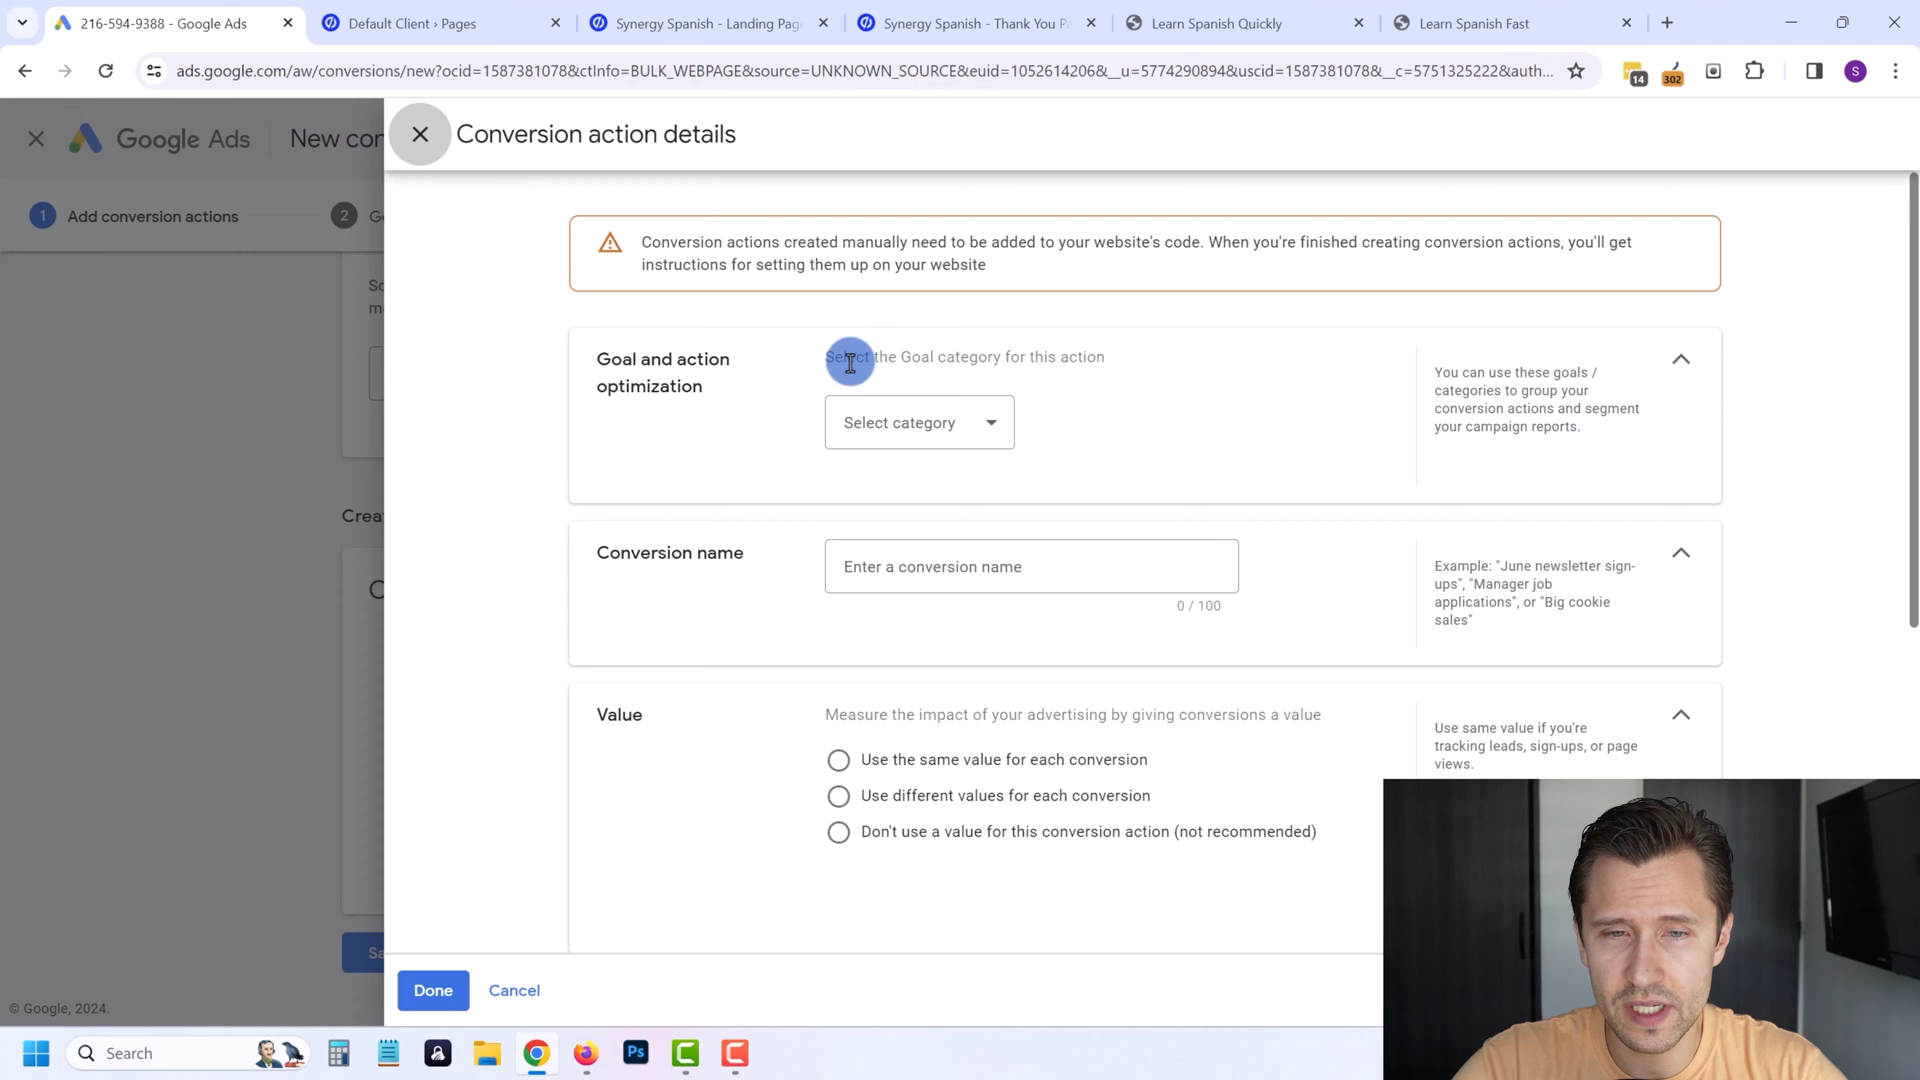 216-594-9388 - Google Ads
Default Client › Pages
Synergy Spanish - Landing Page
Synergy Spanish - Thank You Pa
Learn Spanish Quickly
Learn Spanish Fast
ads.google.com/aw/conversions/new?ocid=1587381078&ctInfo=BULK_WEBPAGE&source=UNKNOWN_SOURCE&euid=1052614206&__u=5774290894&uscid=1587381078&__c=5751325222&auth...
14
302
S
Google Ads
New con
Conversion action details
1 Add conversion actions
2 Go
Conversion actions created manually need to be added to your website's code. When you're finished creating conversion actions, you'll get
instructions for setting them up on your website
Goal and action
optimization
Select the Goal category for this action
Select category
You can use these goals /
categories to group your
conversion actions and segment
your campaign reports.
Crea
Conversion name
Enter a conversion name
0 / 100
Example: "June newsletter sign-
ups", "Manager job
applications", or "Big cookie
sales"
Value
Measure the impact of your advertising by giving conversions a value
Use the same value for each conversion
Use different values for each conversion
Don't use a value for this conversion action (not recommended)
Use same value if you're
tracking leads, sign-ups, or page
views.
Sa
Done
Cancel
© Google, 2024.
Search
Ps